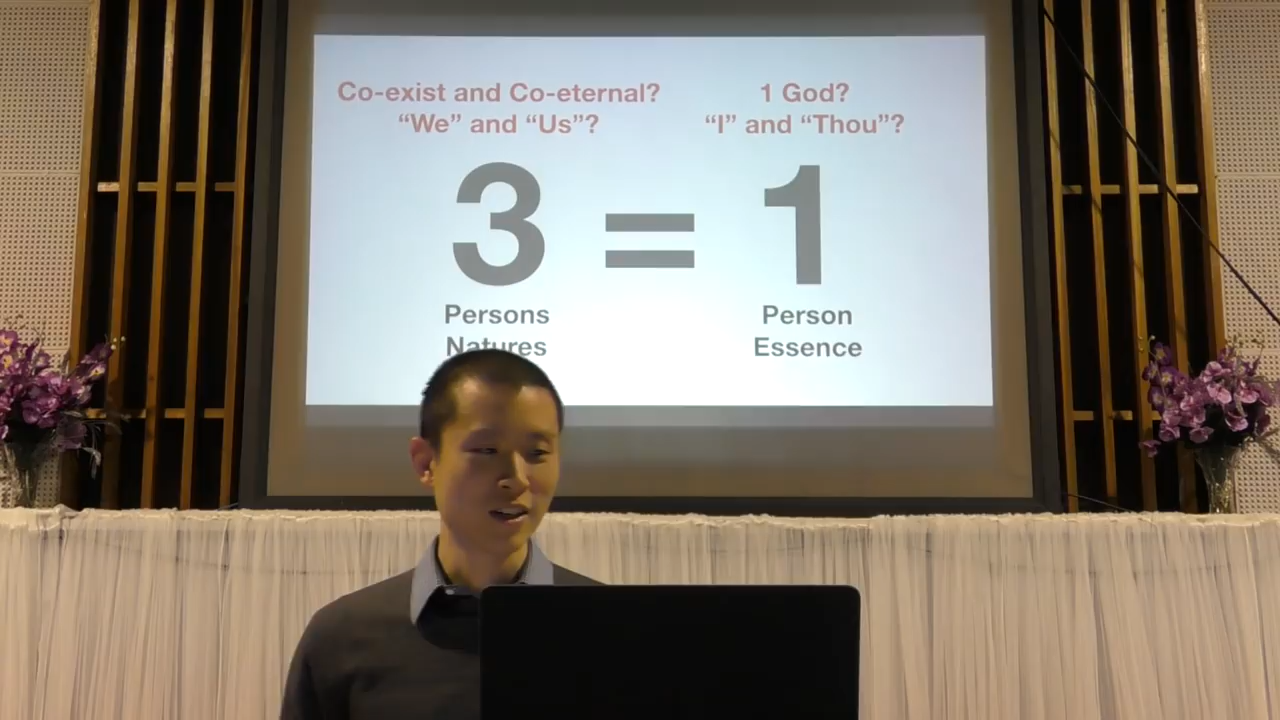 Co-exist and Co-eternal?
“We” and “Us”?
1 God?
“I” and “Thou”?
3 = 1
Persons
Natures
Person
Essence